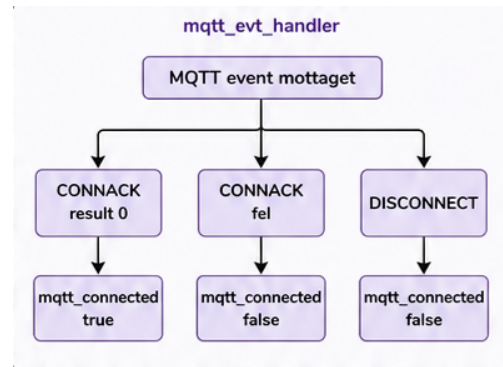 mqtt_evt_handler
MQTT event mottaget
CONNACK
result 0
CONNACK
fel
DISCONNECT
mqtt_connected
true
mqtt_connected
false
mqtt_connected
false